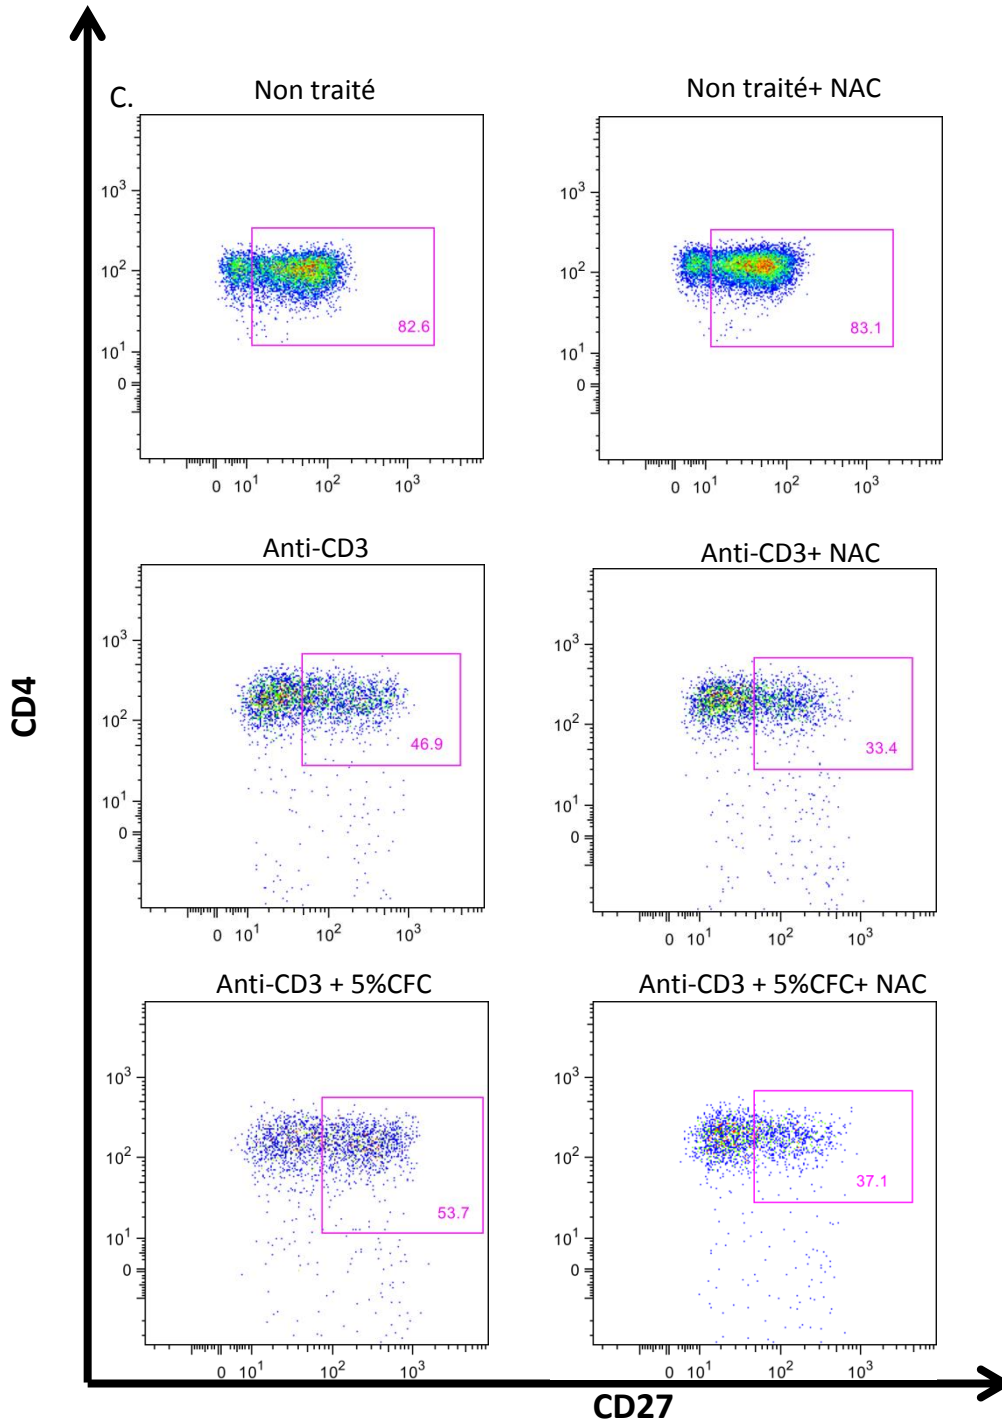 C.
Non traité
Non traité+ NAC
10³
10²
10¹
0
82.6
0 10¹ 10² 10³
10³
10²
10¹
0
83.1
0 10¹ 10² 10³
Anti-CD3
Anti-CD3+ NAC
10³
10²
10¹
0
46.9
0 10¹ 10² 10³
10³
10²
10¹
0
33.4
0 10¹ 10² 10³
CD4
Anti-CD3 + 5%CFC
Anti-CD3 + 5%CFC+ NAC
10³
10²
10¹
0
53.7
0 10¹ 10² 10³
10³
10²
10¹
0
37.1
0 10¹ 10² 10³
CD27